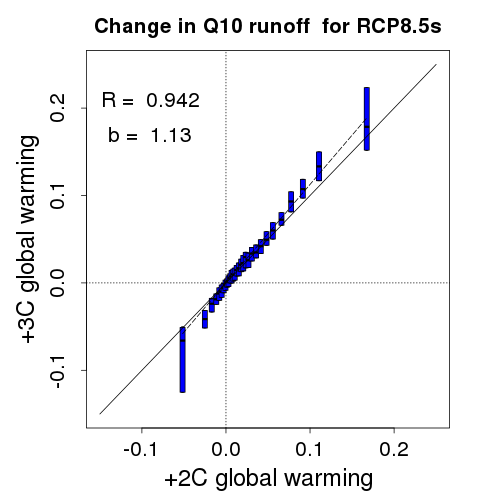 Change in Q10 runoff  for RCP8.5s
R =  0.942
b =  1.13
0.2
0.1
0.0
-0.1
+3C global warming
-0.1
0.0
0.1
0.2
+2C global warming